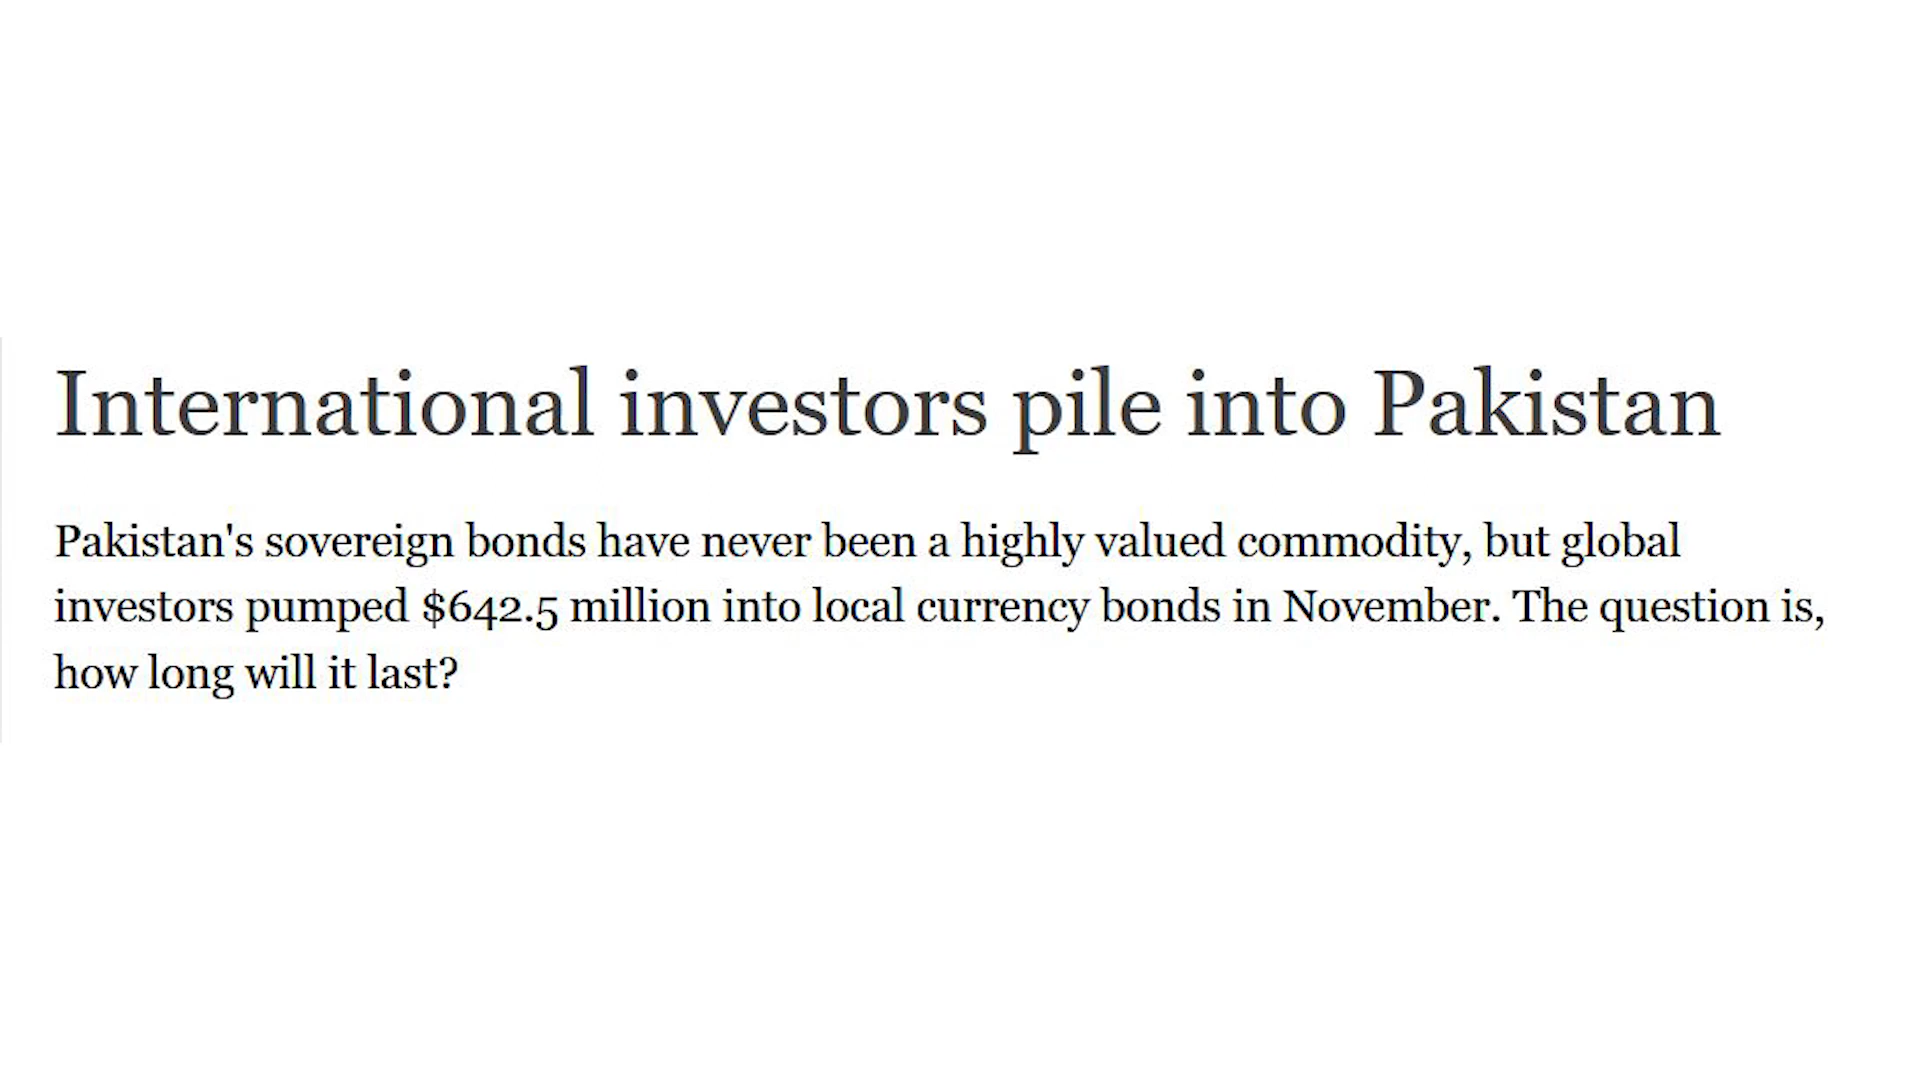 International investors pile into Pakistan
Pakistan's sovereign bonds have never been a highly valued commodity, but global
investors pumped $642.5 million into local currency bonds in November. The question is,
how long will it last?